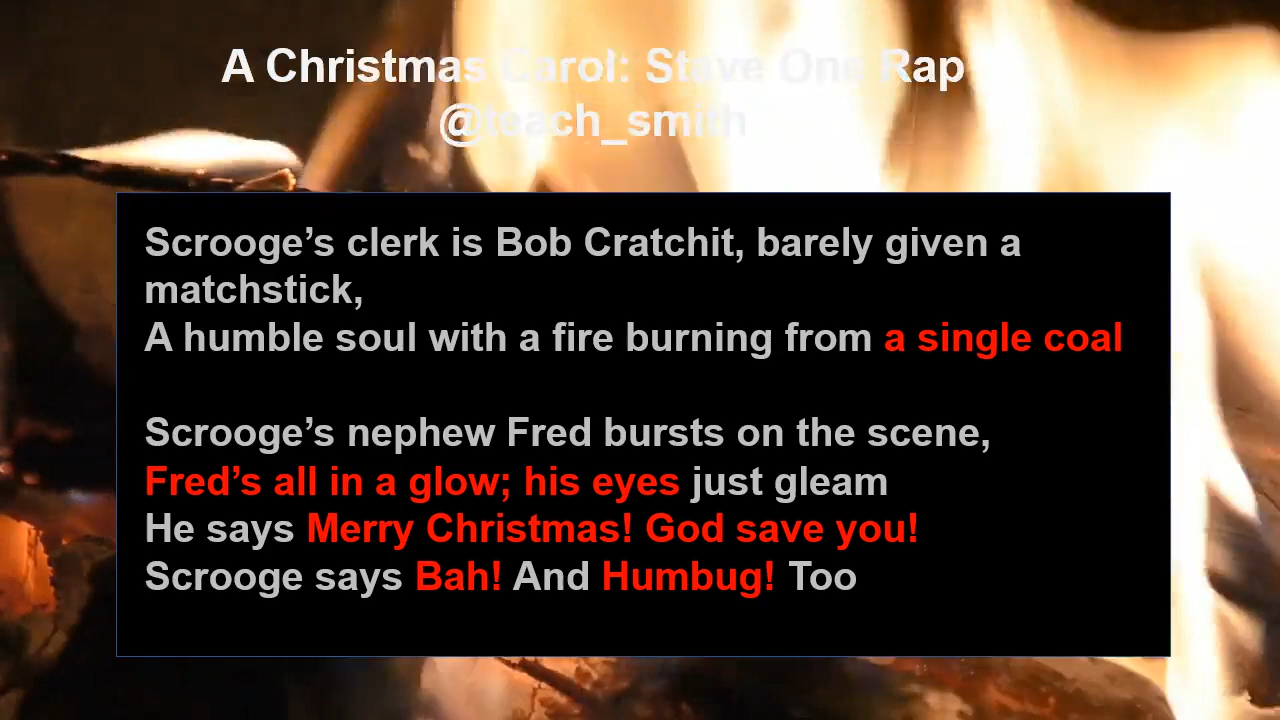 A Christmas Carol: Stave One Rap
@teach_smith
Scrooge’s clerk is Bob Cratchit, barely given a
matchstick,
A humble soul with a fire burning from a single coal
Scrooge’s nephew Fred bursts on the scene,
Fred’s all in a glow; his eyes just gleam
He says Merry Christmas! God save you!
Scrooge says Bah! And Humbug! Too